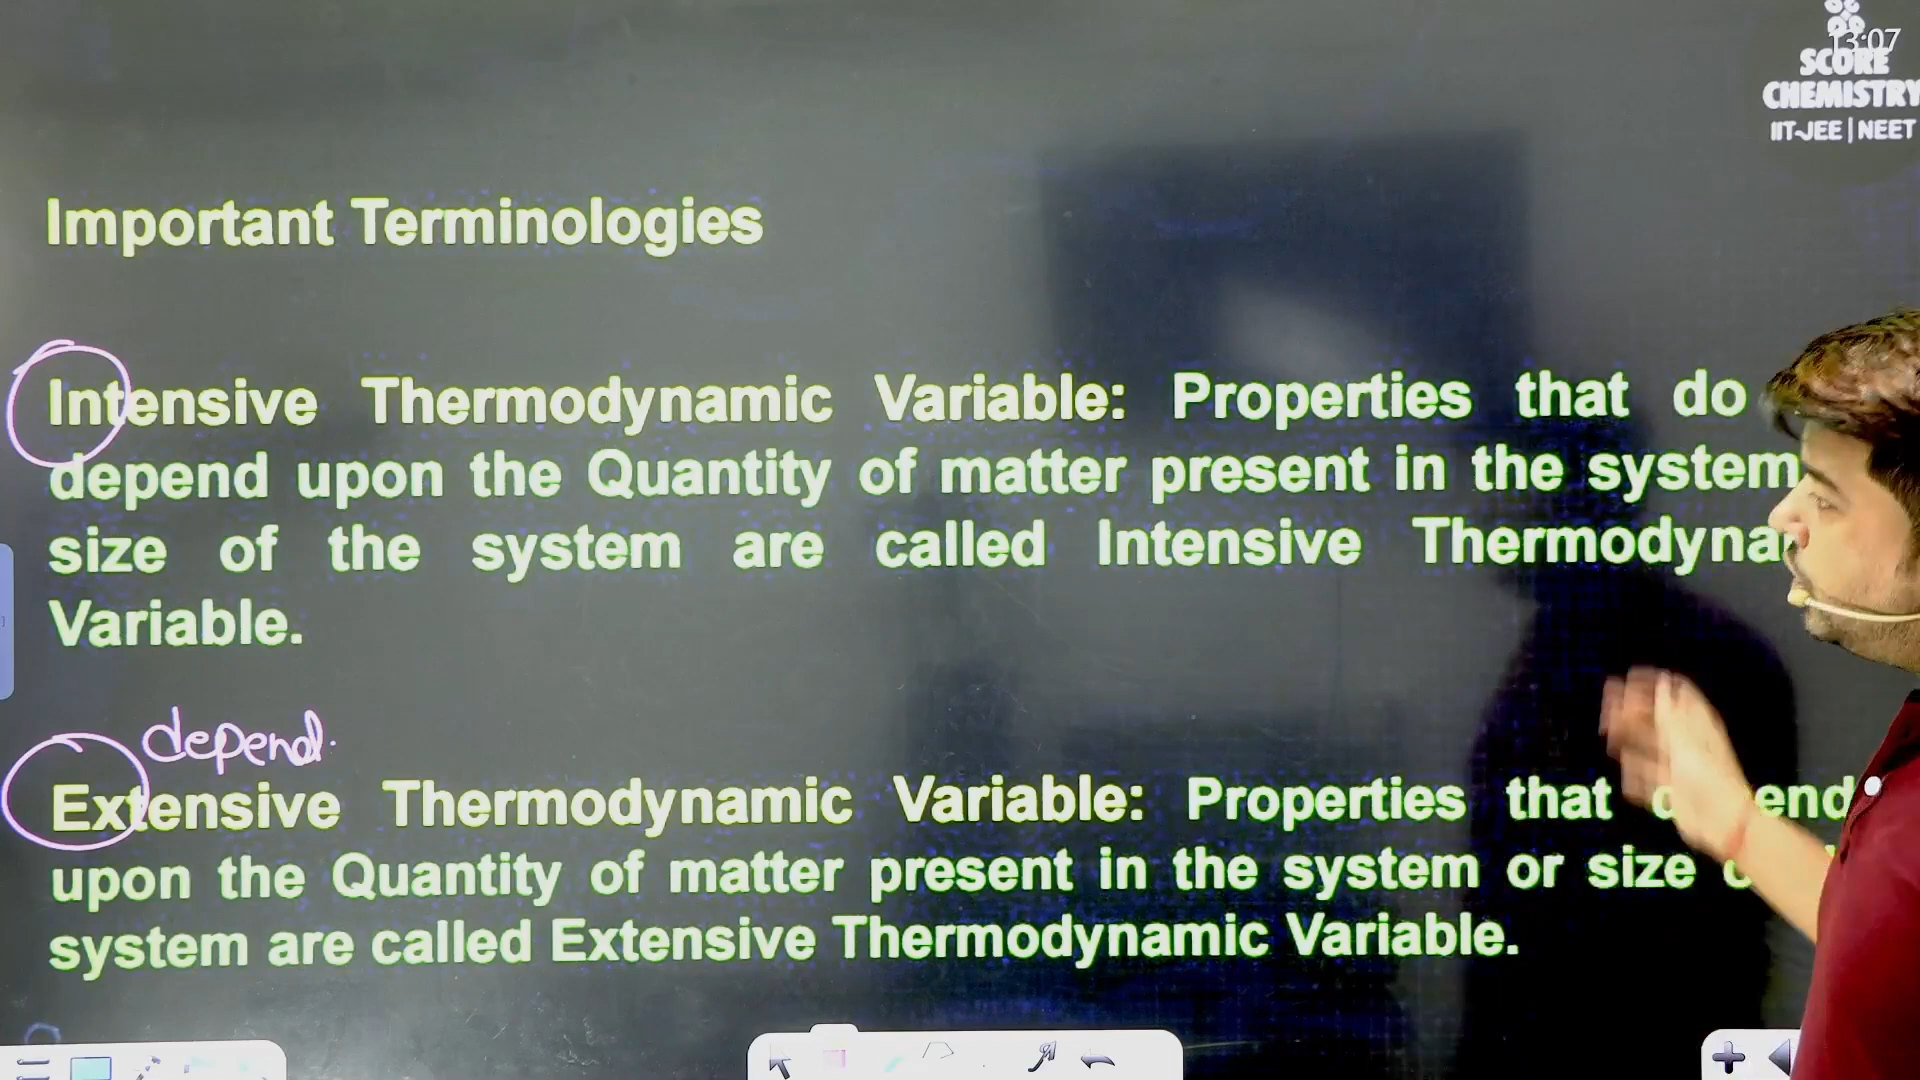 13:07
SCORE
CHEMISTRY
IIT-JEE | NEET
Important Terminologies
Intensive Thermodynamic Variable: Properties that do
depend upon the Quantity of matter present in the system
size of the system are called Intensive
Variable.
depend.
Extensive Thermodynamic Variable: Properties that
upon the Quantity of matter present in the system or size
system are called Extensive Thermodynamic Variable.